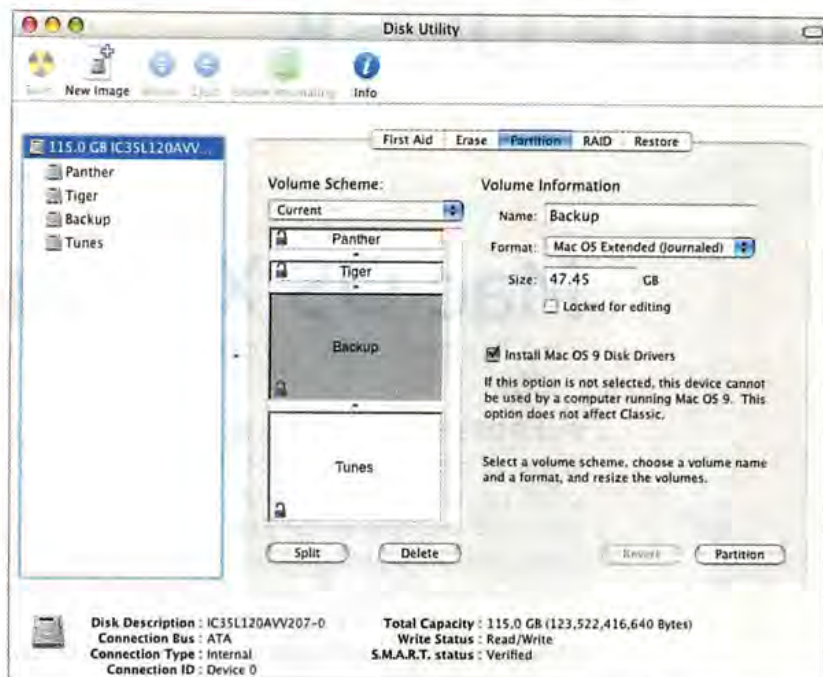 Disk Utility
New Image
Info
115.0 GB IC35L120AVV...
Panther
Tiger
Backup
Tunes
First Aid Erase Partition RAID Restore
Volume Scheme:
Current
Panther
Tiger
Backup
Tunes
Split Delete
Volume Information
Name: Backup
Format: Mac OS Extended (Journaled)
Size: 47.45 GB
Locked for editing
Install Mac OS 9 Disk Drivers
If this option is not selected, this device cannot
be used by a computer running Mac OS 9. This
option does not affect Classic.
Select a volume scheme, choose a volume name
and a format, and resize the volumes.
Revert Partition
Disk Description : IC35L120AVV207-0
Connection Bus : ATA
Connection Type : Internal
Connection ID : Device 0
Total Capacity : 115.0 GB (123,522,416,640 Bytes)
Write Status : Read/Write
S.M.A.R.T. status : Verified